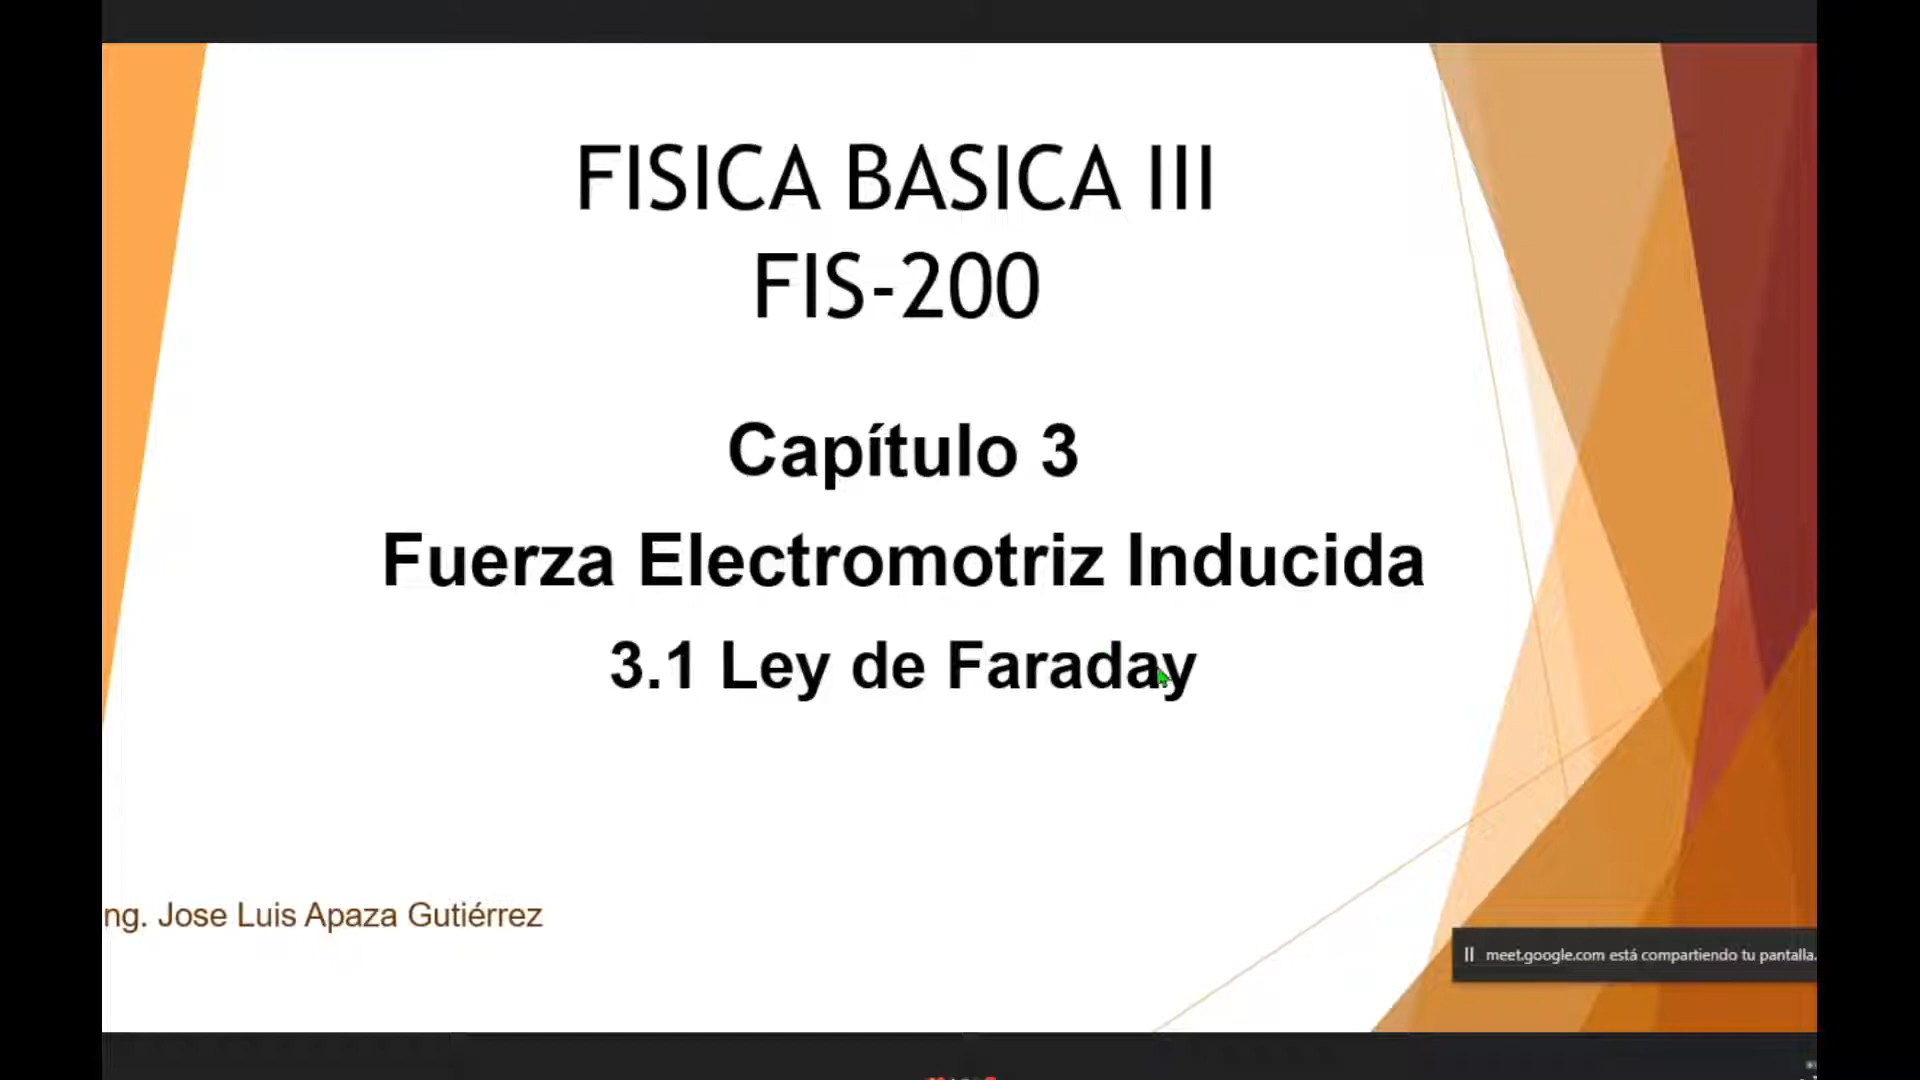 FISICA BASICA III
FIS-200
Capítulo 3
Fuerza Electromotriz Inducida
3.1 Ley de Faraday
ng. Jose Luis Apaza Gutiérrez
meet.google.com está compartiendo tu pantalla.